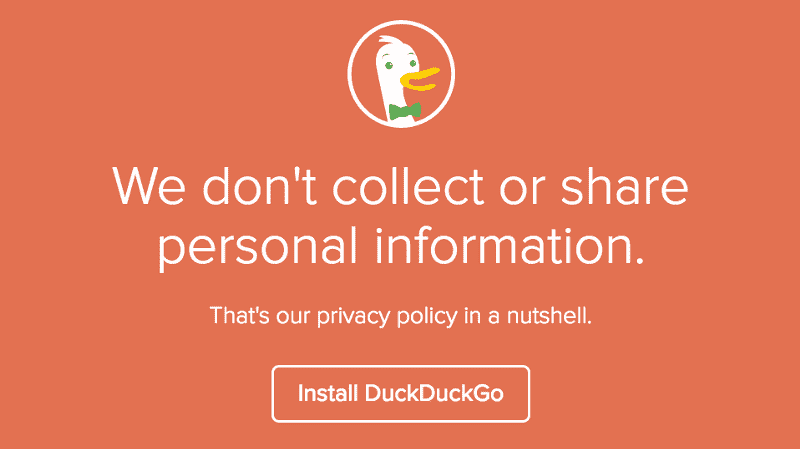 We don't collect or share
personal information.
That's our privacy policy in a nutshell.
Install DuckDuckGo